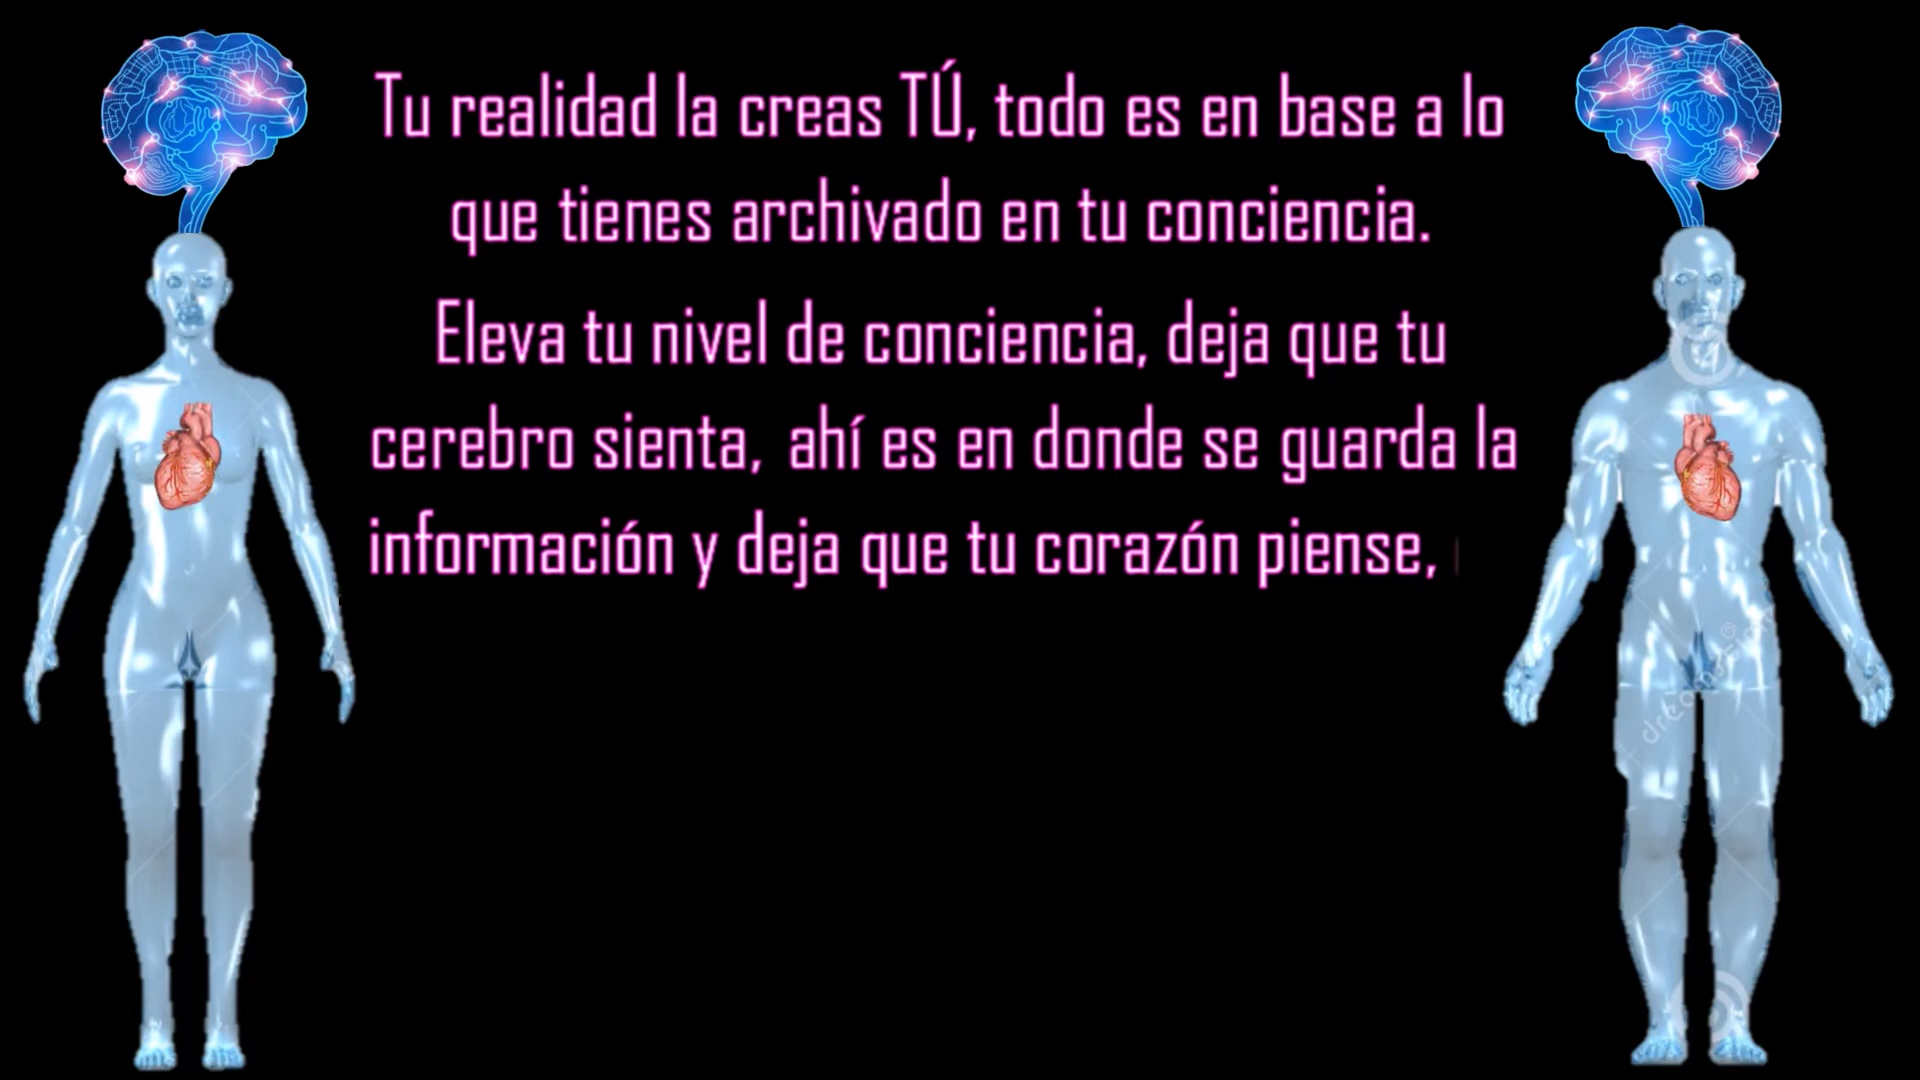 Tu realidad la creas TÚ, todo es en base a lo
que tienes archivado en tu conciencia.
Eleva tu nivel de conciencia, deja que tu
cerebro sienta, ahí es en donde se guarda la
información y deja que tu corazón piense,